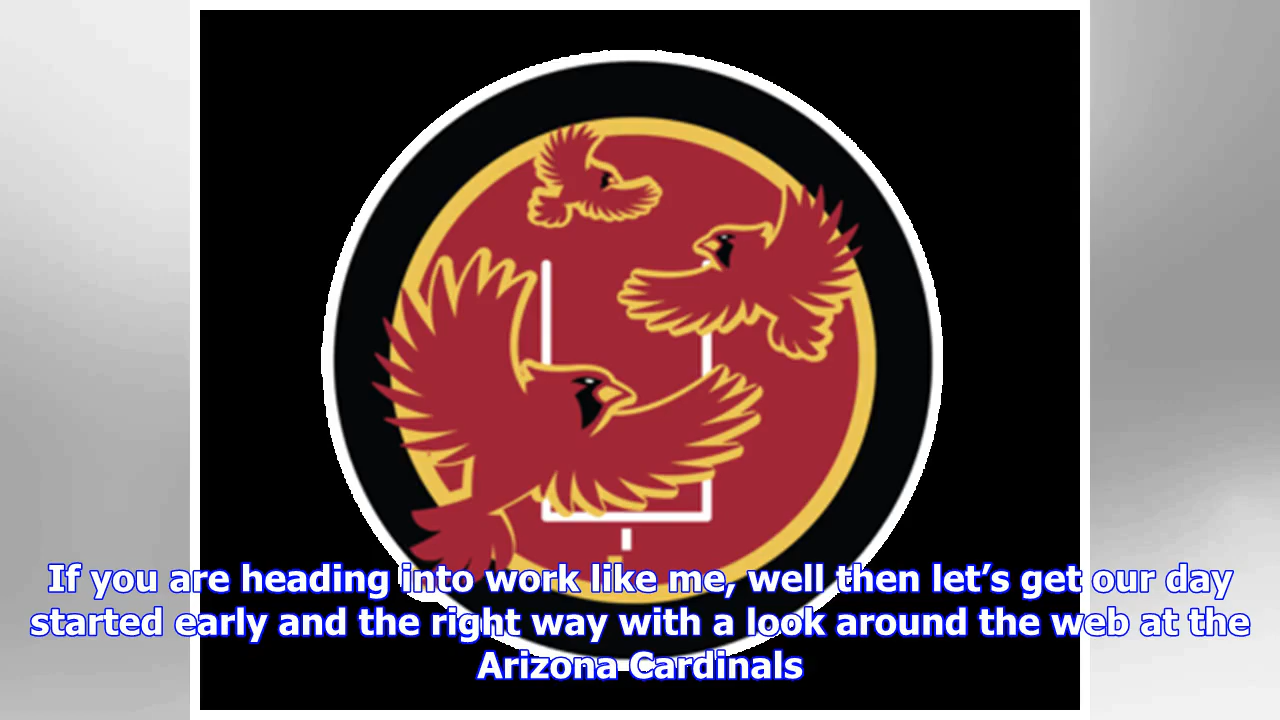 If you are heading into work like me, well then let’s get our day
started early and the right way with a look around the web at the
Arizona Cardinals